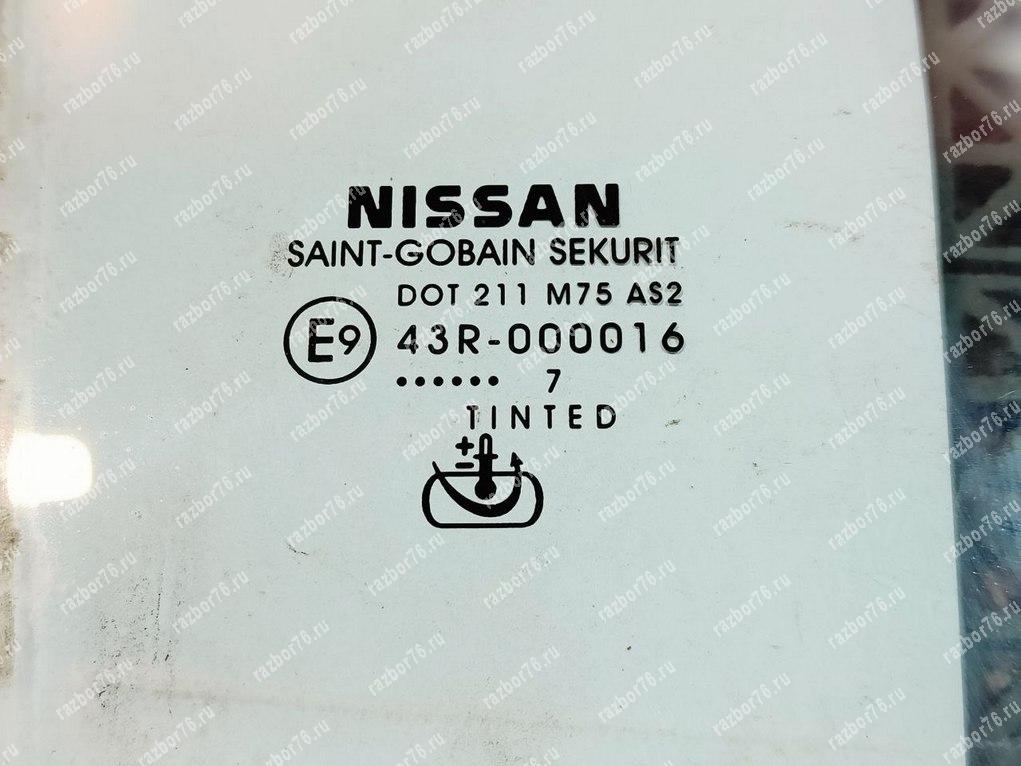 NISSAN
SAINT-GOBAIN SEKURIT
DOT 211 M75 AS2
E9 43R-000016
•••••• 7
TINTED
razbor76.ru